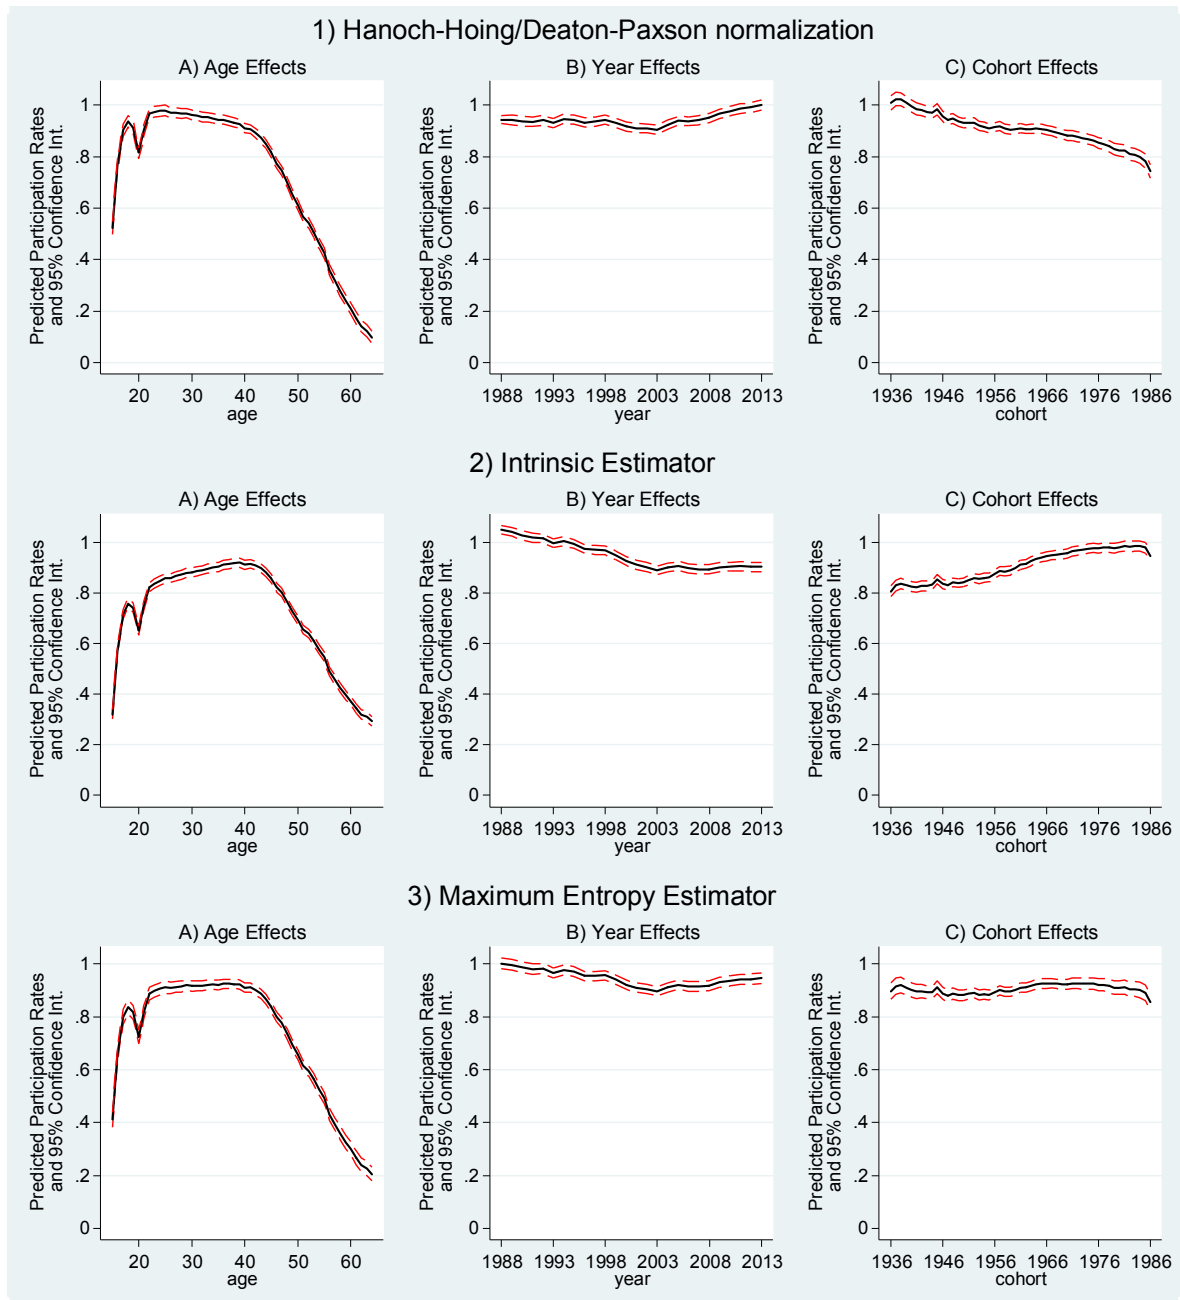 1) Hanoch-Hoing/Deaton-Paxson normalization
A) Age Effects
Predicted Participation Rates
and 95% Confidence Int.
1
.8
.6
.4
.2
0
20 40 50 60
30
age
B) Year Effects
Predicted Participation Rates
and 95% Confidence Int.
1
.8
.6
.4
.2
0
1988 1993 1998 2003 2008 2013
year
C) Cohort Effects
Predicted Participation Rates
and 95% Confidence Int.
1
.8
.6
.4
.2
0
1936 1946 1956 1966 1976 1986
cohort
2) Intrinsic Estimator
A) Age Effects
Predicted Participation Rates
and 95% Confidence Int.
1
.8
.6
.4
.2
0
20 30 40 50 60
age
B) Year Effects
Predicted Participation Rates
and 95% Confidence Int.
1
.8
.6
.4
.2
0
1988 1993 1998 2003 2008 2013
year
C) Cohort Effects
Predicted Participation Rates
and 95% Confidence Int.
1
.8
.6
.4
.2
0
1936 1946 1956 1966 1976 1986
cohort
3) Maximum Entropy Estimator
A) Age Effects
Predicted Participation Rates
and 95% Confidence Int.
1
.8
.6
.4
.2
0
20 30 40 50 60
age
B) Year Effects
Predicted Participation Rates
and 95% Confidence Int.
1
.8
.6
.4
.2
0
1988 1993 1998 2003 2008 2013
year
C) Cohort Effects
Predicted Participation Rates
and 95% Confidence Int.
1
.8
.6
.4
.2
0
1936 1946 1956 1966 1976 1986
cohort